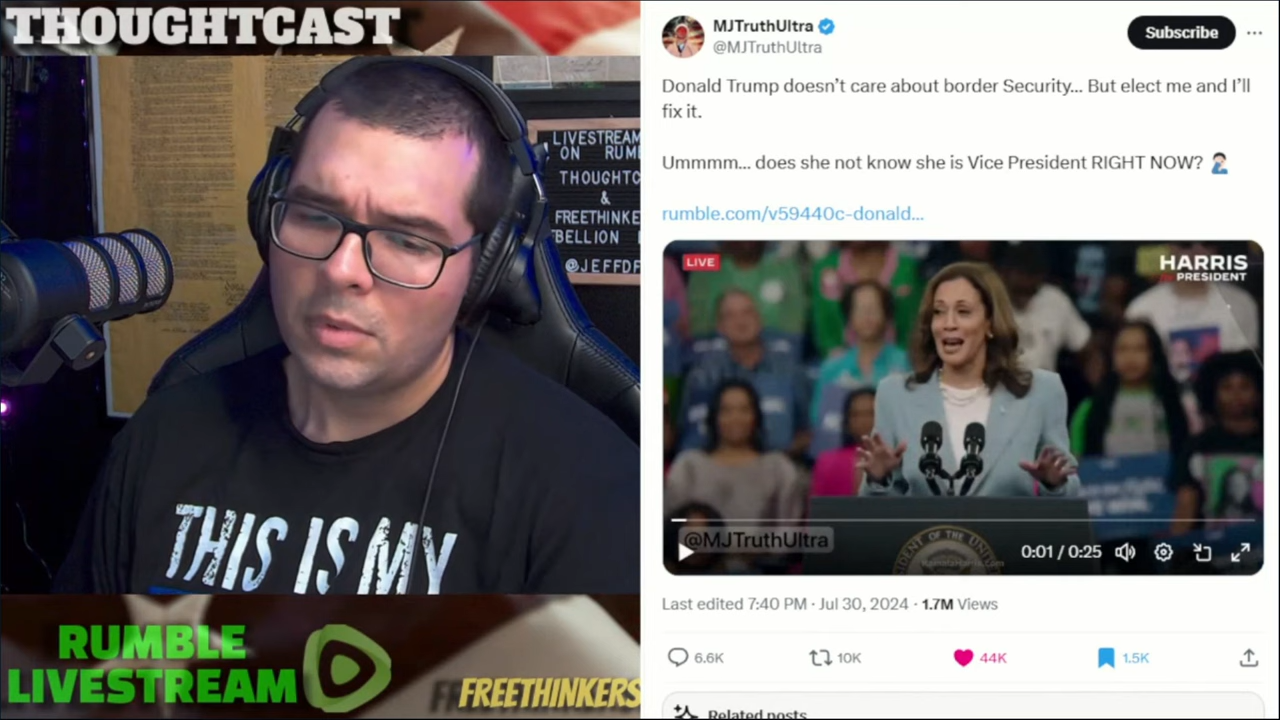 THOUGHTCAST
LIVESTREAM
ON RUM
THOUGHTC
&
FREETHINKE
BELLION
@JEFFDF
THIS IS MY
RUMBLE
LIVESTREAM
FREETHINKERS
MJTruthUltra
@MJTruthUltra
Subscribe
Donald Trump doesn’t care about border Security... But elect me and I’ll
fix it.
Ummmm... does she not know she is Vice President RIGHT NOW?
rumble.com/v59440c-donald...
LIVE
HARRIS
PRESIDENT
@MJTruthUltra
0:01 / 0:25
Last edited 7:40 PM · Jul 30, 2024 · 1.7M Views
6.6K
10K
44K
1.5K
Related posts